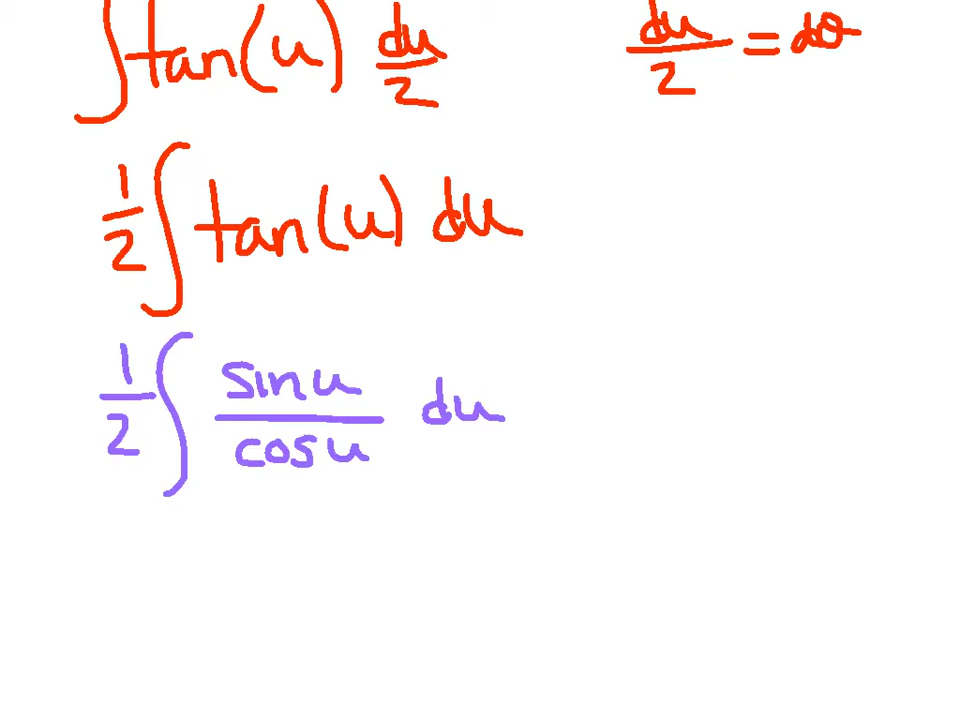 ∫ tan(u) du/2    du/2 = dθ
1/2 ∫ tan(u) du
1/2 ∫ sin u / cos u du